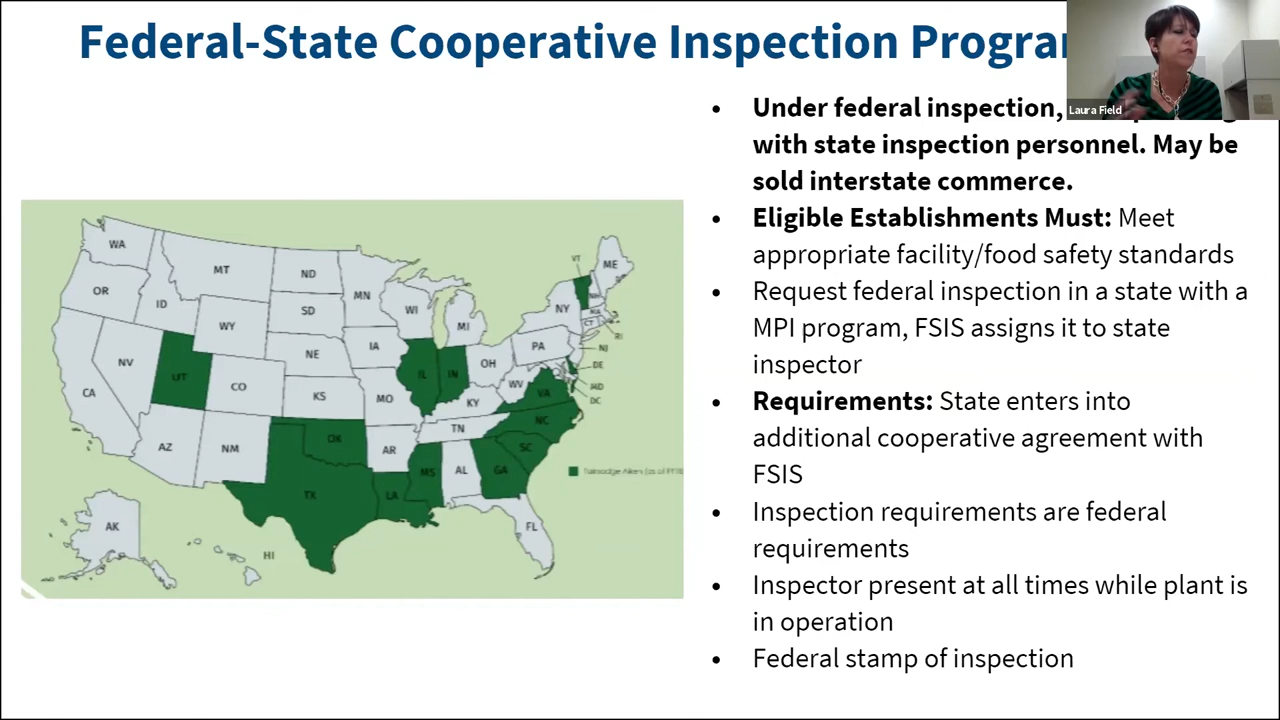 Federal-State Cooperative Inspection
Laura Field
• Under federal inspection,
with state inspection personnel. May be
sold interstate commerce.
• Eligible Establishments Must: Meet
appropriate facility/food safety standards
• Request federal inspection in a state with a
MPI program, FSIS assigns it to state
inspector
• Requirements: State enters into
additional cooperative agreement with
FSIS
• Inspection requirements are federal
requirements
• Inspector present at all times while plant is
in operation
• Federal stamp of inspection
WA
MT
ND
MN
OR
ID
WY
SD
WI
MI
NY
VT
ME
NV
UT
CO
NE
IA
IL
IN
OH
PA
RI
NJ
DE
MD
DC
CA
KS
MO
KY
WV
VA
AZ
NM
OK
AR
TN
NC
SC
TX
LA
MS
AL
GA
FL
AK
HI
CT